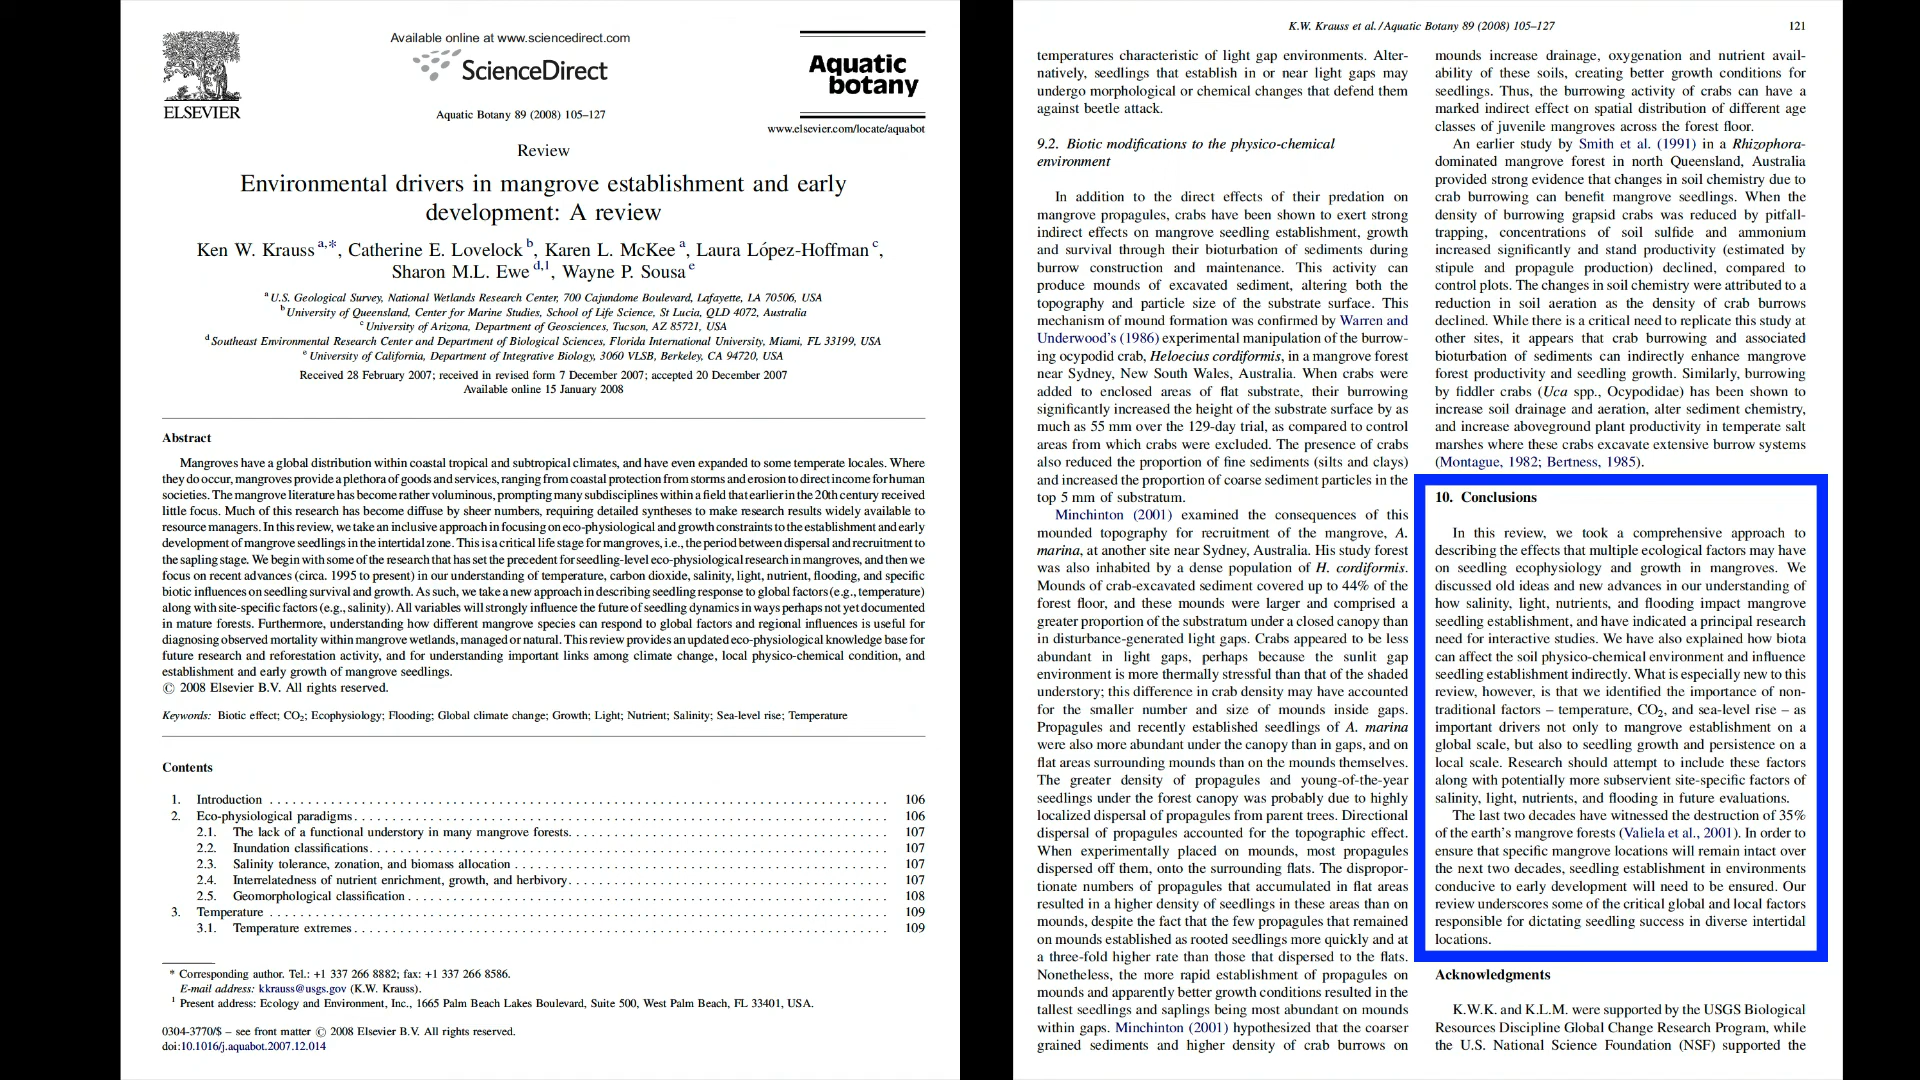 Available online at www.sciencedirect.com
ScienceDirect
ELSEVIER
Aquatic Botany 89 (2008) 105–127
Aquatic
botany
www.elsevier.com/locate/aquabot
Review
Environmental drivers in mangrove establishment and early
development: A review
Ken W. Krauss a,*, Catherine E. Lovelock b, Karen L. McKee a, Laura López-Hoffman c,
Sharon M.L. Ewe d,1, Wayne P. Sousa e
a U.S. Geological Survey, National Wetlands Research Center, 700 Cajundome Boulevard, Lafayette, LA 70506, USA
b University of Queensland, Center for Marine Studies, School of Life Science, St Lucia, QLD 4072, Australia
c University of Arizona, Department of Geosciences, Tucson, AZ 85721, USA
d Southeast Environmental Research Center and Department of Biological Sciences, Florida International University, Miami, FL 33199, USA
e University of California, Department of Integrative Biology, 3060 VLSB, Berkeley, CA 94720, USA
Received 28 February 2007; received in revised form 7 December 2007; accepted 20 December 2007
Available online 15 January 2008
Abstract
Mangroves have a global distribution within coastal tropical and subtropical climates, and have even expanded to some temperate locales. Where
they do occur, mangroves provide a plethora of goods and services, ranging from coastal protection from storms and erosion to direct income for human
societies. The mangrove literature has become rather voluminous, prompting many subdisciplines within a field that earlier in the 20th century received
little focus. Much of this research has become diffuse by sheer numbers, requiring detailed syntheses to make research results widely available to
resource managers. In this review, we take an inclusive approach in focusing on eco-physiological and growth constraints to the establishment and early
development of mangrove seedlings in the intertidal zone. This is a critical life stage for mangroves, i.e., the period between dispersal and recruitment to
the sapling stage. We begin with some of the research that has set the precedent for seedling-level eco-physiological research in mangroves, and then we
focus on recent advances (circa. 1995 to present) in our understanding of temperature, carbon dioxide, salinity, light, nutrient, flooding, and specific
biotic influences on seedling survival and growth. As such, we take a new approach in describing seedling response to global factors (e.g., temperature)
along with site-specific factors (e.g., salinity). All variables will strongly influence the future of seedling dynamics in ways perhaps not yet documented
in mature forests. Furthermore, understanding how different mangrove species can respond to global factors and regional influences is useful for
diagnosing observed mortality within mangrove wetlands, managed or natural. This review provides an updated eco-physiological knowledge base for
future research and reforestation activity, and for understanding important links among climate change, local physico-chemical condition, and
establishment and early growth of mangrove seedlings.
© 2008 Elsevier B.V. All rights reserved.
Keywords: Biotic effect; CO2; Ecophysiology; Flooding; Global climate change; Growth; Light; Nutrient; Salinity; Sea-level rise; Temperature
Contents
1. Introduction . . . 106
2. Eco-physiological paradigms . . . 106
2.1. The lack of a functional understory in many mangrove forests . . . 107
2.2. Inundation classifications . . . 107
2.3. Salinity tolerance, zonation, and biomass allocation . . . 107
2.4. Interrelatedness of nutrient enrichment, growth, and herbivory . . . 107
2.5. Geomorphological classification . . . 108
3. Temperature . . . 109
3.1. Temperature extremes . . . 109
* Corresponding author. Tel.: +1 337 266 8882; fax: +1 337 266 8586.
E-mail address: kkrauss@usgs.gov (K.W. Krauss).
1 Present address: Ecology and Environment, Inc., 1665 Palm Beach Lakes Boulevard, Suite 500, West Palm Beach, FL 33401, USA.
0304-3770/$ – see front matter © 2008 Elsevier B.V. All rights reserved.
doi:10.1016/j.aquabot.2007.12.014
K.W. Krauss et al. / Aquatic Botany 89 (2008) 105–127
121
temperatures characteristic of light gap environments. Alter-
natively, seedlings that establish in or near light gaps may
undergo morphological or chemical changes that defend them
against beetle attack.
9.2. Biotic modifications to the physico-chemical
environment
In addition to the direct effects of their predation on
mangrove propagules, crabs have been shown to exert strong
indirect effects on mangrove seedling establishment, growth
and survival through their bioturbation of sediments during
burrow construction and maintenance. This activity can
produce mounds of excavated sediment, altering both the
topography and particle size of the substrate surface. This
mechanism of mound formation was confirmed by Warren and
Underwood's (1986) experimental manipulation of the burrow-
ing ocypodid crab, Heloecius cordiformis, in a mangrove forest
near Sydney, New South Wales, Australia. When crabs were
added to enclosed areas of flat substrate, their burrowing
significantly increased the height of the substrate surface by as
much as 55 mm over the 129-day trial, as compared to control
areas from which crabs were excluded. The presence of crabs
also reduced the proportion of fine sediments (silts and clays)
and increased the proportion of coarse sediment particles in the
top 5 mm of substratum.
Minchinton (2001) examined the consequences of this
mounded topography for recruitment of the mangrove, A.
marina, at another site near Sydney, Australia. His study forest
was also inhabited by a dense population of H. cordiformis.
Mounds of crab-excavated sediment covered up to 44% of the
forest floor, and these mounds were larger and comprised a
greater proportion of the substratum under a closed canopy than
in disturbance-generated light gaps. Crabs appeared to be less
abundant in light gaps, perhaps because the sunlit gap
environment is more thermally stressful than that of the shaded
understory; this difference in crab density may have accounted
for the smaller number and size of mounds inside gaps.
Propagules and recently established seedlings of A. marina
were also more abundant under the canopy than in gaps, and on
flat areas surrounding mounds than on the mounds themselves.
The greater density of propagules and young-of-the-year
seedlings under the forest canopy was probably due to highly
localized dispersal of propagules from parent trees. Directional
dispersal of propagules accounted for the topographic effect.
When experimentally placed on mounds, most propagules
dispersed off them, onto the surrounding flats. The dispropor-
tionate numbers of propagules that accumulated in flat areas
resulted in a higher density of seedlings in these areas than on
mounds, despite the fact that the few propagules that remained
on mounds established as rooted seedlings more quickly and at
a three-fold higher rate than those that dispersed to the flats.
Nonetheless, the more rapid establishment of propagules on
mounds and apparently better growth conditions resulted in the
tallest seedlings and saplings being most abundant on mounds
within gaps. Minchinton (2001) hypothesized that the coarser
grained sediments and higher density of crab burrows on
mounds increase drainage, oxygenation and nutrient avail-
ability of these soils, creating better growth conditions for
seedlings. Thus, the burrowing activity of crabs can have a
marked indirect effect on spatial distribution of different age
classes of juvenile mangroves across the forest floor.
An earlier study by Smith et al. (1991) in a Rhizophora-
dominated mangrove forest in north Queensland, Australia
provided strong evidence that changes in soil chemistry due to
crab burrowing can benefit mangrove seedlings. When the
density of burrowing grapsid crabs was reduced by pitfall-
trapping, concentrations of soil sulfide and ammonium
increased significantly and stand productivity (estimated by
stipule and propagule production) declined, compared to
control plots. The changes in soil chemistry were attributed to a
reduction in soil aeration as the density of crab burrows
declined. While there is a critical need to replicate this study at
other sites, it appears that crab burrowing and associated
bioturbation of sediments can indirectly enhance mangrove
forest productivity and seedling growth. Similarly, burrowing
by fiddler crabs (Uca spp., Ocypodidae) has been shown to
increase soil drainage and aeration, alter sediment chemistry,
and increase aboveground plant productivity in temperate salt
marshes where these crabs excavate extensive burrow systems
(Montague, 1982; Bertness, 1985).
10. Conclusions
In this review, we took a comprehensive approach to
describing the effects that multiple ecological factors may have
on seedling ecophysiology and growth in mangroves. We
discussed old ideas and new advances in our understanding of
how salinity, light, nutrients, and flooding impact mangrove
seedling establishment, and have indicated a principal research
need for interactive studies. We have also explained how biota
can affect the soil physico-chemical environment and influence
seedling establishment indirectly. What is especially new to this
review, however, is that we identified the importance of non-
traditional factors – temperature, CO2, and sea-level rise – as
important drivers not only to mangrove establishment on a
global scale, but also to seedling growth and persistence on a
local scale. Research should attempt to include these factors
along with potentially more subservient site-specific factors of
salinity, light, nutrients, and flooding in future evaluations.
The last two decades have witnessed the destruction of 35%
of the earth's mangrove forests (Valiela et al., 2001). In order to
ensure that specific mangrove locations will remain intact over
the next two decades, seedling establishment in environments
conducive to early development will need to be ensured. Our
review underscores some of the critical global and local factors
responsible for dictating seedling success in diverse intertidal
locations.
Acknowledgments
K.W.K. and K.L.M. were supported by the USGS Biological
Resources Discipline Global Change Research Program, while
the U.S. National Science Foundation (NSF) supported the